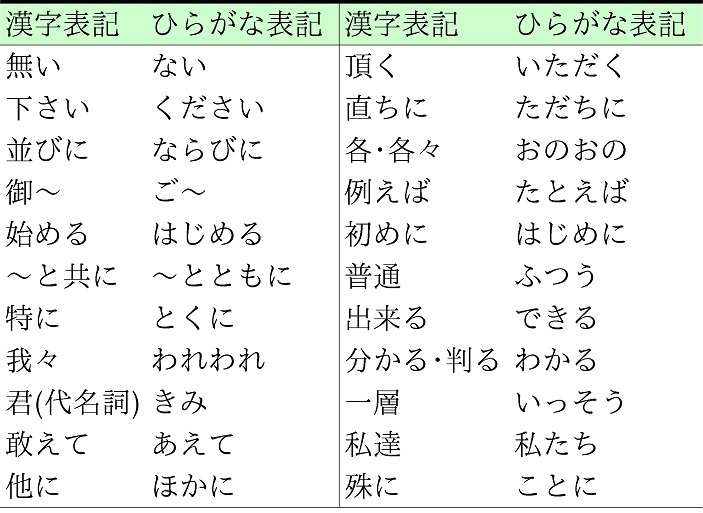 漢字表記 ひらがな表記 漢字表記 ひらがな表記
無い ない 頂く いただく
下さい ください 直ちに ただちに
並びに ならびに 各・各々 おのおの
御〜 ご〜 例えば たとえば
始める はじめる 初めに はじめに
〜と共に 〜とともに 普通 ふつう
特に とくに 出来る できる
我々 われわれ 分かる・判る わかる
君(代名詞) きみ 一層 いっそう
敢えて あえて 私達 私たち
他に ほかに 殊に ことに